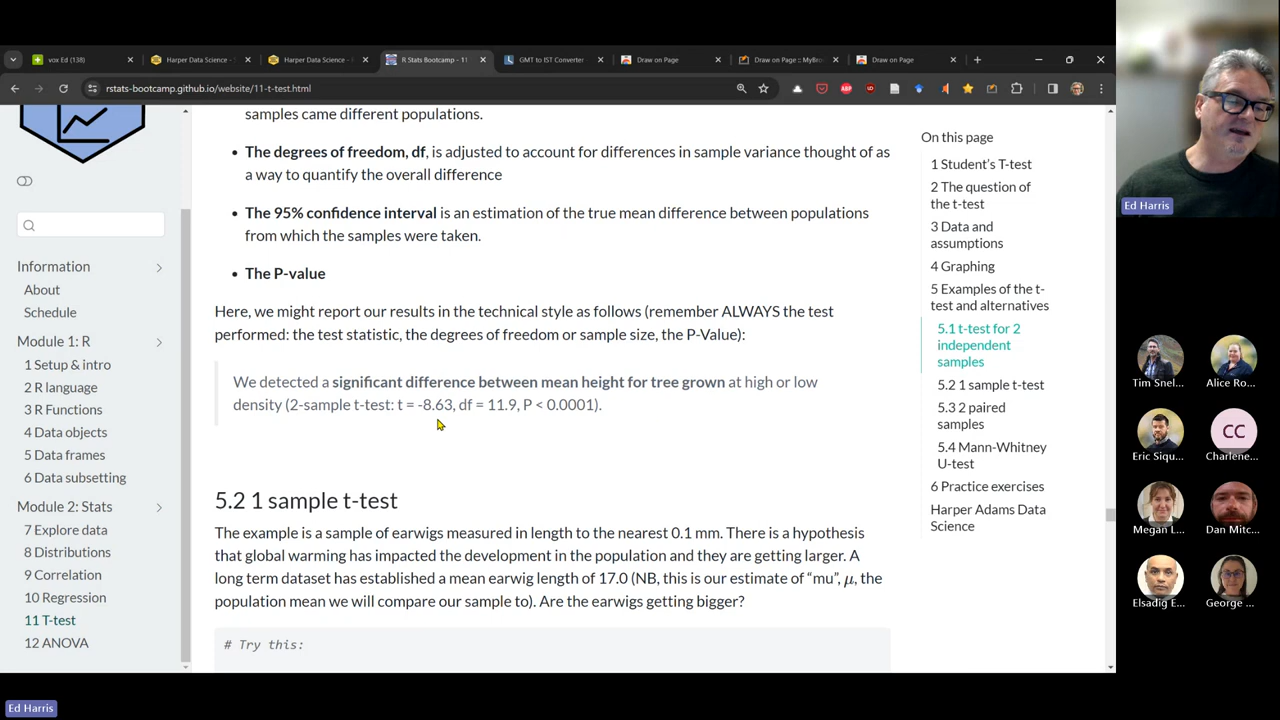 vox Ed (138)
Harper Data Science -
Harper Data Science - F
R Stats Bootcamp - 11
GMT to IST Converter
Draw on Page
Draw on Page :: MyBro
Draw on Page
rstats-bootcamp.github.io/website/11-t-test.html
samples came different populations.
• The degrees of freedom, df, is adjusted to account for differences in sample variance thought of as
a way to quantify the overall difference
• The 95% confidence interval is an estimation of the true mean difference between populations
from which the samples were taken.
• The P-value
Here, we might report our results in the technical style as follows (remember ALWAYS the test
performed: the test statistic, the degrees of freedom or sample size, the P-Value):
We detected a significant difference between mean height for tree grown at high or low
density (2-sample t-test: t = -8.63, df = 11.9, P < 0.0001).
5.2 1 sample t-test
The example is a sample of earwigs measured in length to the nearest 0.1 mm. There is a hypothesis
that global warming has impacted the development in the population and they are getting larger. A
long term dataset has established a mean earwig length of 17.0 (NB, this is our estimate of “mu”, μ, the
population mean we will compare our sample to). Are the earwigs getting bigger?
# Try this:
Information
About
Schedule
Module 1: R
1 Setup & intro
2 R language
3 R Functions
4 Data objects
5 Data frames
6 Data subsetting
Module 2: Stats
7 Explore data
8 Distributions
9 Correlation
10 Regression
11 T-test
12 ANOVA
On this page
1 Student’s T-test
2 The question of
the t-test
3 Data and
assumptions
4 Graphing
5 Examples of the t-
test and alternatives
5.1 t-test for 2
independent
samples
5.2 1 sample t-test
5.3 2 paired
samples
5.4 Mann-Whitney
U-test
6 Practice exercises
Harper Adams Data
Science
Ed Harris
Tim Snel...
Alice Ro...
Eric Siqu...
CC
Charlene...
Megan L...
Dan Mitc...
Elsadig E...
George ...
Ed Harris